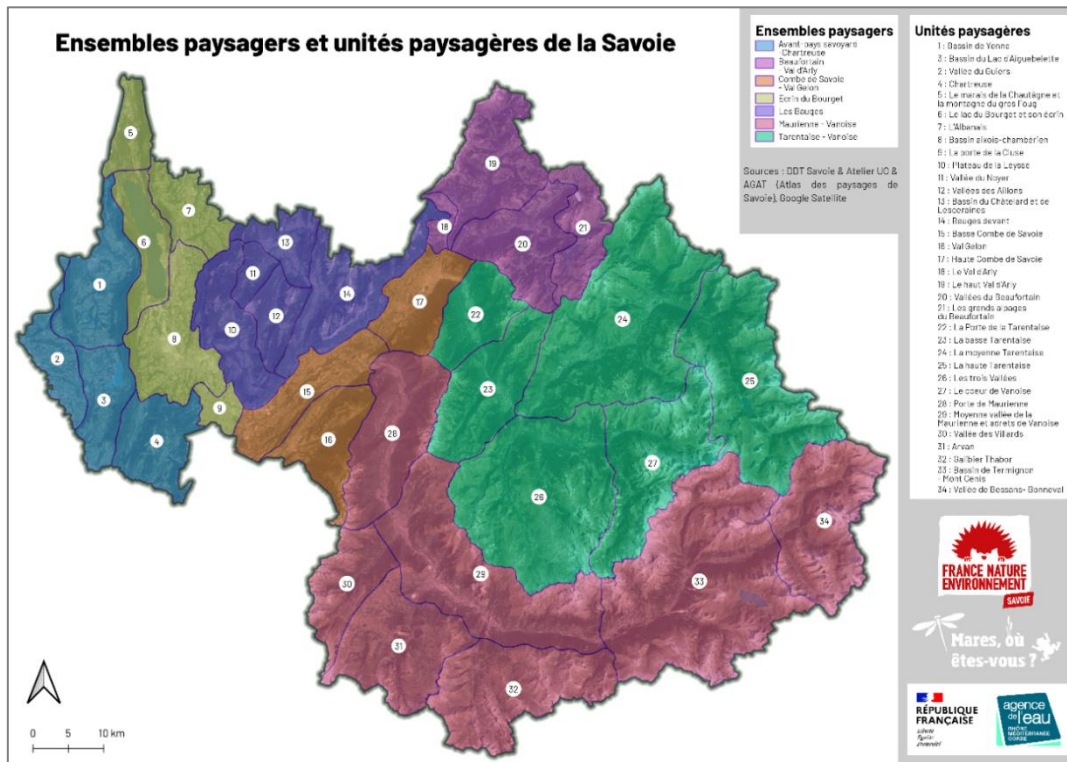 Ensembles paysagers et unités paysagère de la Savoie
Ensembles paysagers
Avant-pays savoyard
-Chartreuse
Beaufortain
-Val d'Arly
Combe de Savoie
- Val Gelon
Ecrin du Bourget
Les Bauges
Maurienne - Vanoise
Tarentaise - Vanoise
Sources : DDT Savoie & Atelier UO &
AGAT (Atlas des paysages de
Savoie), Google Satellite
Unités paysagères
1 : Bassin de Yenne
3 : Bassin du Lac d'Aiguebelette
2 : Vallée du Guiers
4 : Chartreuse
5 : Le marais de la Chautagne et
la montagne du gros Foug
6 : Le lac du Bourget et son écrin
7 : L'Albanais
8 : Bassin aixois-chambérien
9 : La porte de la Cluse
10 : Plateau de la Leysse
11 : Vallée du Noyer
12 : Vallées des Aillons
13 : Bassin du Châtelard et de
Lescheraines
14 : Bauges devant
15 : Basse Combe de Savoie
16 : Val Gelon
17 : Haute Combe de Savoie
18 : Le Val d'Arly
19 : Le haut Val d'Arly
20 : Vallées du Beaufortain
21 : Les grands alpages
du Beaufortain
22 : La Porte de la Tarentaise
23 : La basse Tarentaise
24 : La moyenne Tarentaise
25 : La haute Tarentaise
26 : Les trois Vallées
27 : Le coeur de Vanoise
28 : Porte de Maurienne
29 : Moyenne vallée de la
Maurienne et adrets de Vanoise
30 : Vallée des Villards
31 : Arvan
32 : Galibier Thabor
33 : Bassin de Termignon
- Mont Cenis
34 : Vallée de Bessans- Bonneval
5
19
7
18
21
6
13
20
11
1
14
17
12
24
22
10
8
2
25
23
15
3
9
28
4
16
27
26
34
29
30
33
31
32
0 5 10 km
FRANCE NATURE
ENVIRONNEMENT
SAVOIE
Mares, où
êtes-vous ?
RÉPUBLIQUE
FRANÇAISE
Liberté
Égalité
Fraternité
agence
de l'eau
RHÔNE
MÉDITERRANÉE
CORSE